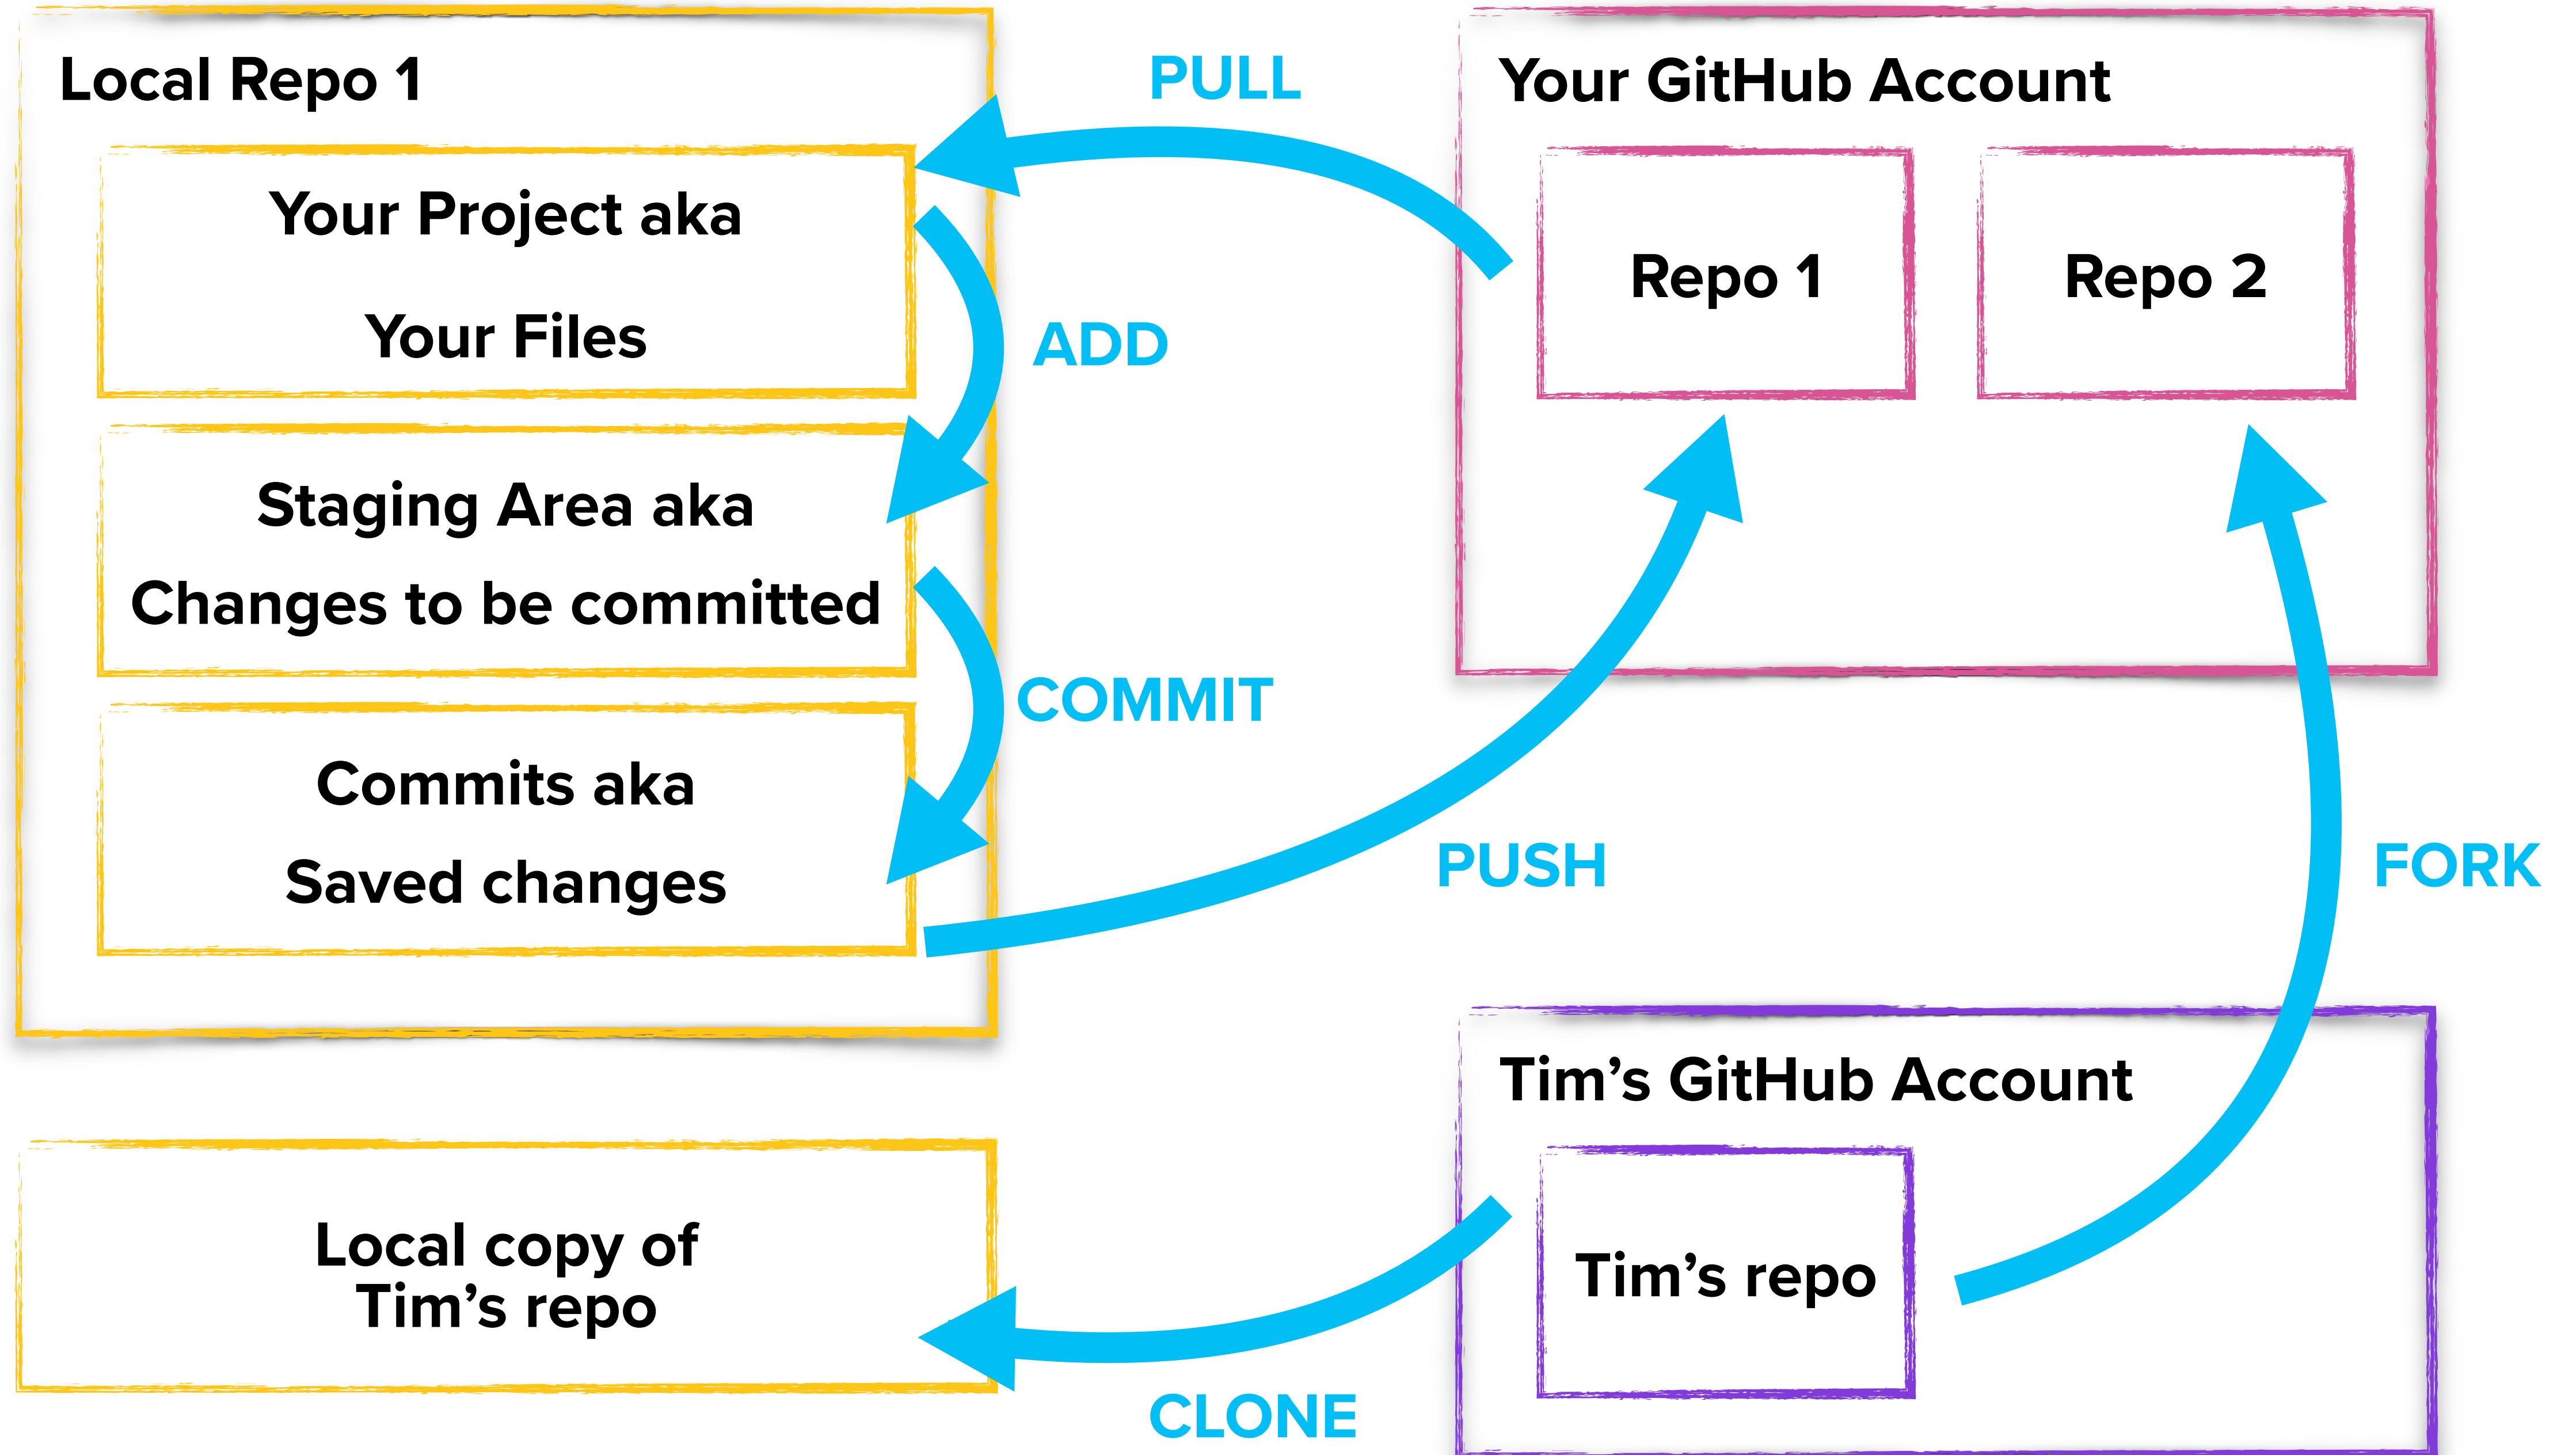 Local Repo 1
Your Project aka
Your Files
Staging Area aka
Changes to be committed
Commits aka
Saved changes
PULL
ADD
COMMIT
PUSH
Your GitHub Account
Repo 1
Repo 2
FORK
Local copy of
Tim’s repo
CLONE
Tim’s GitHub Account
Tim’s repo